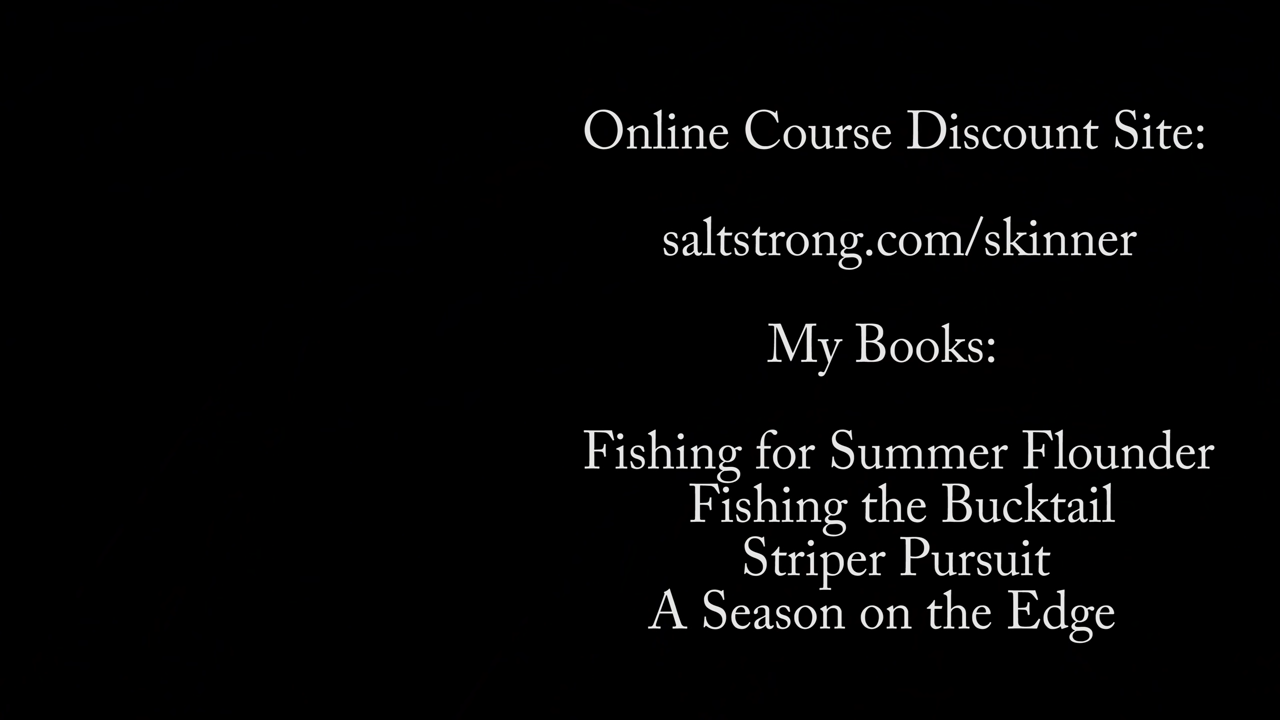 Online Course Discount Site:
saltstrong.com/skinner
My Books:
Fishing for Summer Flounder
Fishing the Bucktail
Striper Pursuit
A Season on the Edge